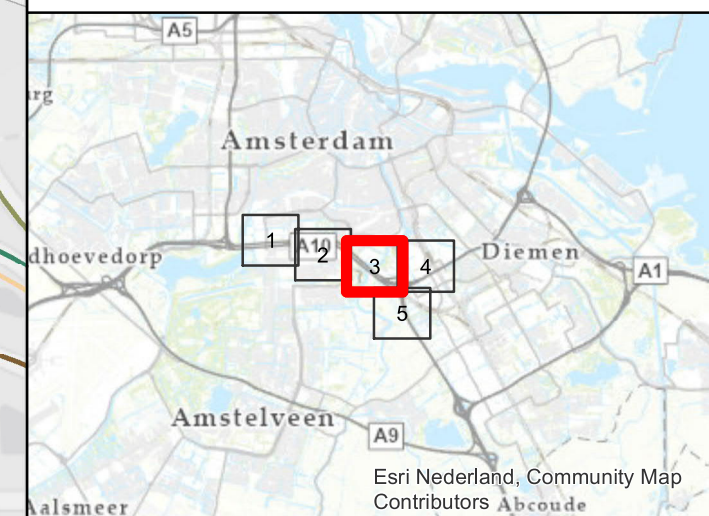 A5
urg
Amsterdam
1
A10
2
3
4
Diemen
dhoevedorp
A1
5
Amstelveen
A9
Esri Nederland, Community Map
Contributors
Abcoude
Aalsmeer